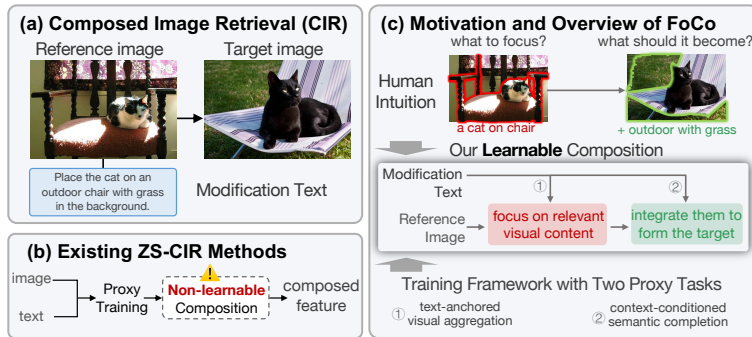 (a) Composed Image Retrieval (CIR)
Reference image
Target image
Place the cat on an
outdoor chair with grass
in the background.
Modification Text
(b) Existing ZS-CIR Methods
image
text
Proxy
Training
Non-learnable
Composition
composed
feature
(c) Motivation and Overview of FoCo
what to focus?
what should it become?
Human
Intuition
a cat on chair
+ outdoor with grass
Our Learnable Composition
Modification
Text
①
②
Reference
Image
focus on relevant
visual content
integrate them to
form the target
Training Framework with Two Proxy Tasks
① text-anchored
visual aggregation
② context-conditioned
semantic completion